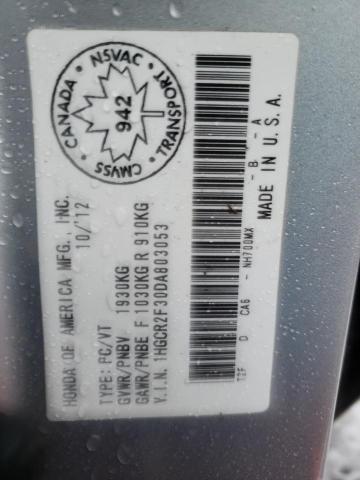 HONDA OF AMERICA MFG. INC.
10/'12
TYPE: PC/VT
GVWR/PNBV 1930KG
GAWR/PNBE F 1030KG R 910KG
V.I.N. 1HGCR2F30DA803053
CANADA
NSVAC
TRANSPORT
CMVSS
942
T2F D CA6 - NH700MX D - B - A
MADE IN U.S.A.